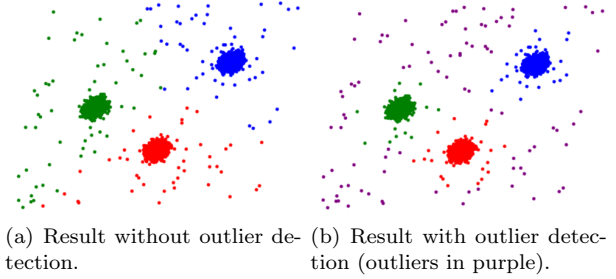 (a) Result without outlier de-
tection.
(b) Result with outlier detec-
tion (outliers in purple).